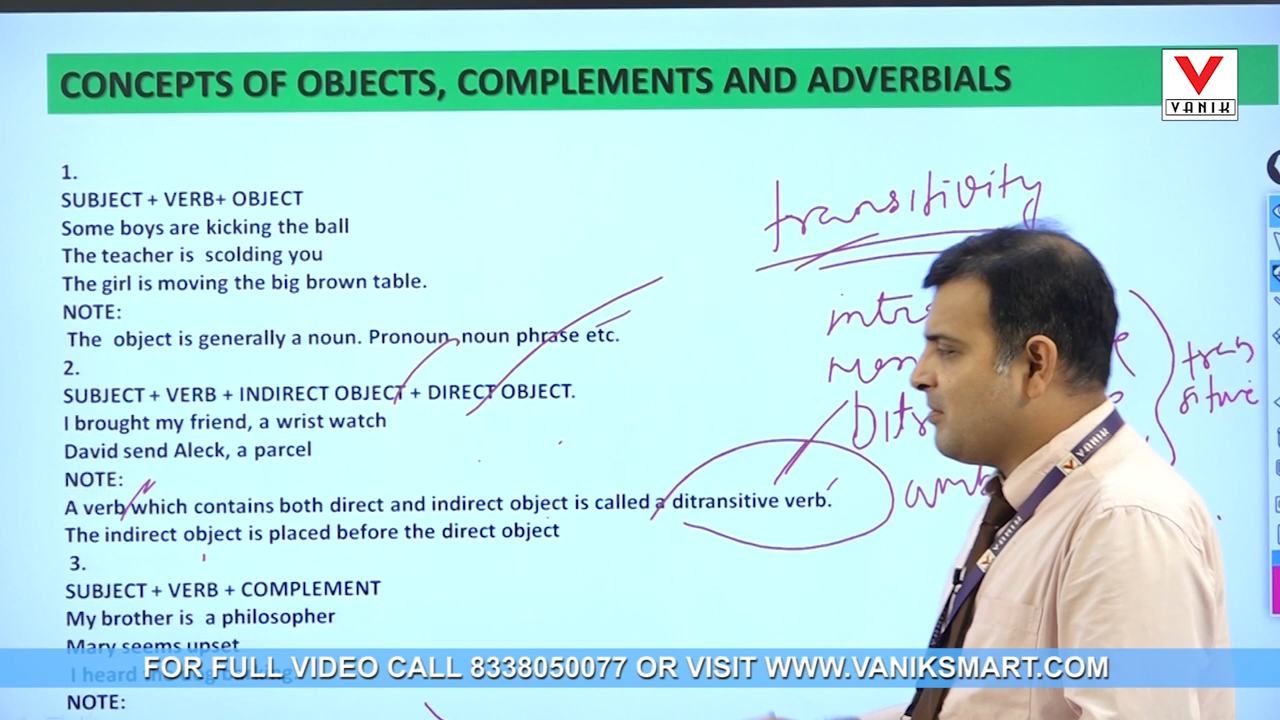 CONCEPTS OF OBJECTS, COMPLEMENTS AND ADVERBIALS
VANIK
1.
SUBJECT + VERB+ OBJECT
Some boys are kicking the ball
The teacher is scolding you
The girl is moving the big brown table.
NOTE:
The object is generally a noun. Pronoun, noun phrase etc.
2.
SUBJECT + VERB + INDIRECT OBJECT + DIRECT OBJECT.
I brought my friend, a wrist watch
David send Aleck, a parcel
NOTE:
A verb which contains both direct and indirect object is called a ditransitive verb.
The indirect object is placed before the direct object
3.
SUBJECT + VERB + COMPLEMENT
My brother is a philosopher
Mary seems upset
I heard
NOTE:
transitivity
VANIK
VANIK
FOR FULL VIDEO CALL 8338050077 OR VISIT WWW.VANIKSMART.COM